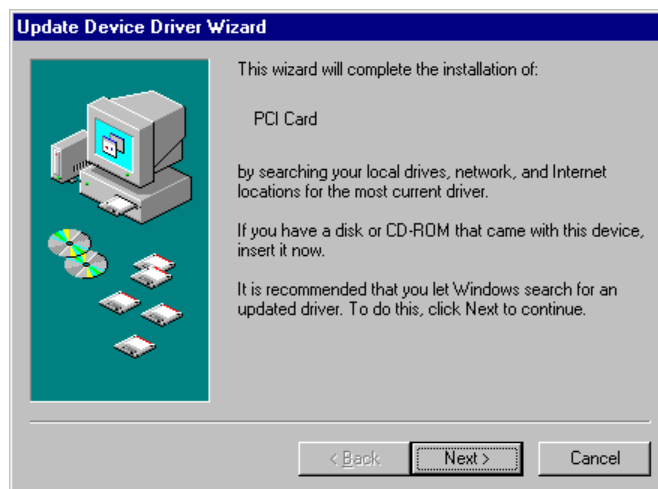 Update Device Driver Wizard
This wizard will complete the installation of:
PCI Card
by searching your local drives, network, and Internet
locations for the most current driver.
If you have a disk or CD-ROM that came with this device,
insert it now.
It is recommended that you let Windows search for an
updated driver. To do this, click Next to continue.
< Back
Next >
Cancel